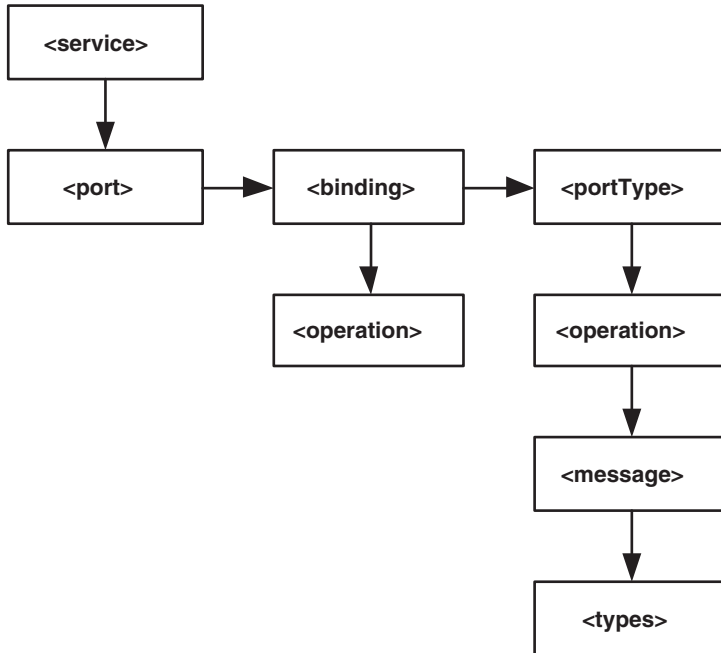 <service>
<port>
<binding>
<portType>
<operation>
<operation>
<message>
<types>